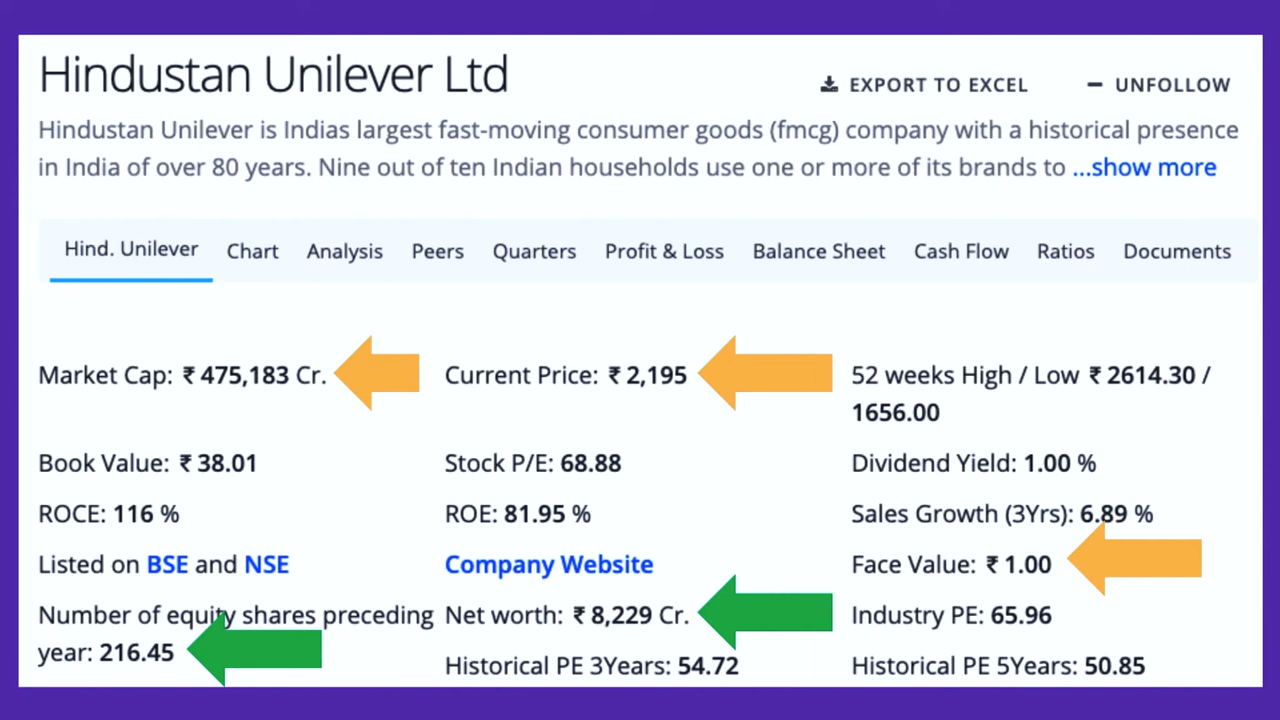 Hindustan Unilever Ltd
EXPORT TO EXCEL
UNFOLLOW
Hindustan Unilever is Indias largest fast-moving consumer goods (fmcg) company with a historical presence
in India of over 80 years. Nine out of ten Indian households use one or more of its brands to ...show more
Hind. Unilever Chart Analysis Peers Quarters Profit & Loss Balance Sheet Cash Flow Ratios Documents
Market Cap: ₹ 475,183 Cr.
Current Price: ₹ 2,195
52 weeks High / Low ₹ 2614.30 /
1656.00
Book Value: ₹ 38.01
Stock P/E: 68.88
Dividend Yield: 1.00 %
ROCE: 116 %
ROE: 81.95 %
Sales Growth (3Yrs): 6.89 %
Listed on BSE and NSE
Company Website
Face Value: ₹ 1.00
Number of equity shares preceding
year: 216.45
Net worth: ₹ 8,229 Cr.
Industry PE: 65.96
Historical PE 3Years: 54.72
Historical PE 5Years: 50.85